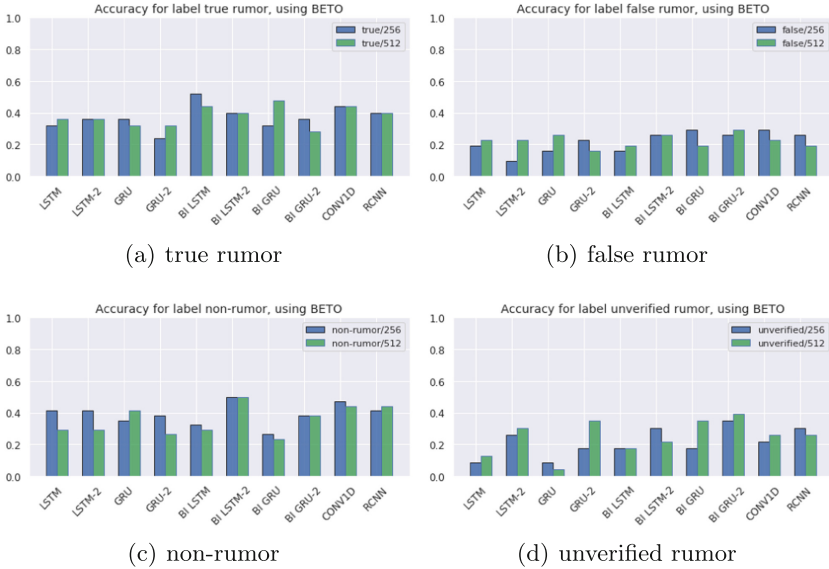 Accuracy for label true rumor, using BETO
1.0
0.8
0.6
0.4
0.2
0.0
true/256
true/512
LSTM
LSTM-2
GRU
GRU-2
BI LSTM
BI LSTM-2
BI GRU
BI GRU-2
CONV1D
RCNN
(a) true rumor
Accuracy for label false rumor, using BETO
1.0
0.8
0.6
0.4
0.2
0.0
false/256
false/512
LSTM
LSTM-2
GRU
GRU-2
BI LSTM
BI LSTM-2
BI GRU
BI GRU-2
CONV1D
RCNN
(b) false rumor
Accuracy for label non-rumor, using BETO
1.0
0.8
0.6
0.4
0.2
0.0
non-rumor/256
non-rumor/512
LSTM
LSTM-2
GRU
GRU-2
BI LSTM
BI LSTM-2
BI GRU
BI GRU-2
CONV1D
RCNN
(c) non-rumor
Accuracy for label unverified rumor, using BETO
1.0
0.8
0.6
0.4
0.2
0.0
unverified/256
unverified/512
LSTM
LSTM-2
GRU
GRU-2
BI LSTM
BI LSTM-2
BI GRU
BI GRU-2
CONV1D
RCNN
(d) unverified rumor